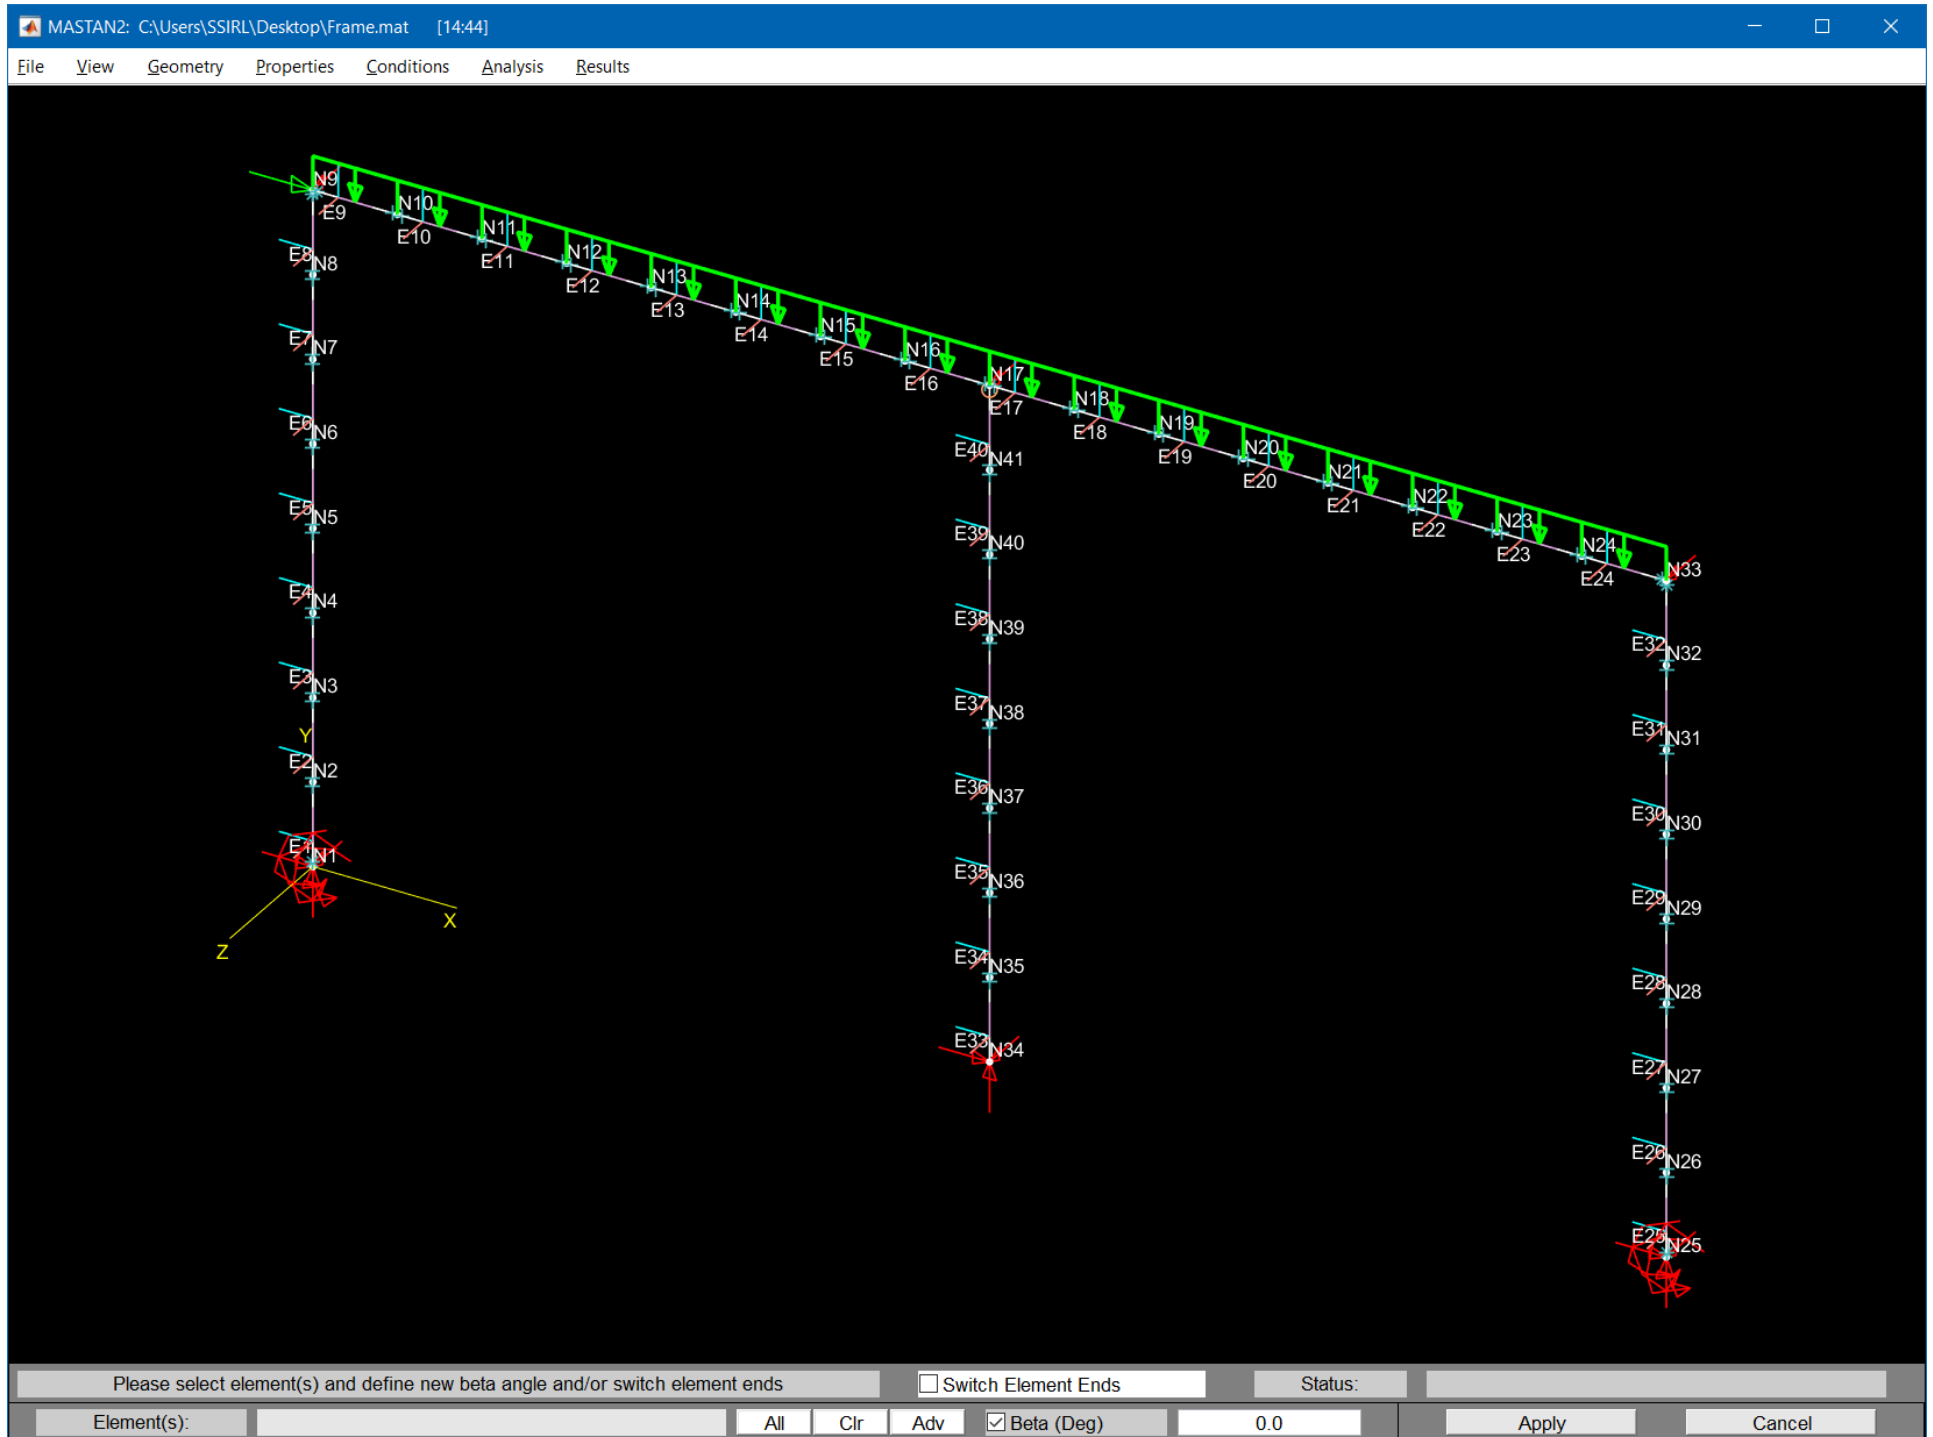 MASTAN2: C:\Users\SSIRL\Desktop\Frame.mat [14:44]
File View Geometry Properties Conditions Analysis Results
N9
E9
N10
E10
N11
E11
N12
E12
N13
E13
N14
E14
N15
E15
N16
E16
N17
E17
N18
E18
N19
E19
N20
E20
N21
E21
N22
E22
N23
E23
N24
E24
N33
E8 N8
E7 N7
E6 N6
E5 N5
E4 N4
E3 N3
Y
E2 N2
E1 N1
X
Z
E40 N41
E39 N40
E38 N39
E37 N38
E36 N37
E35 N36
E34 N35
E33 N34
E32 N32
E31 N31
E30 N30
E29 N29
E28 N28
E27 N27
E26 N26
E25 N25
Please select element(s) and define new beta angle and/or switch element ends Switch Element Ends Status:
Element(s): All Clr Adv Beta (Deg) 0.0 Apply Cancel